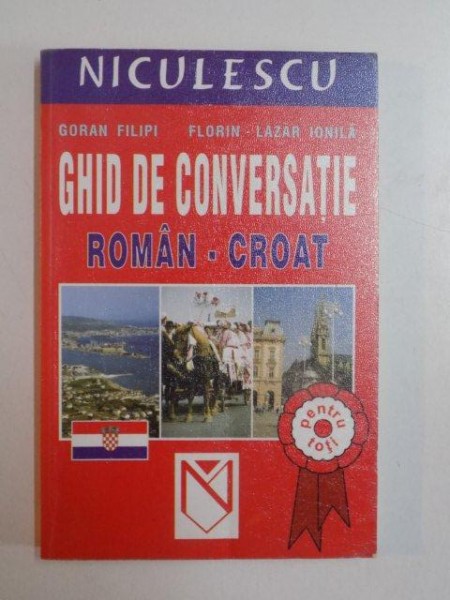 NICULESCU
GORAN FILIPI FLORIN - LAZĂR IONILĂ
GHID DE CONVERSAȚIE
ROMÂN - CROAT
pentru
toți